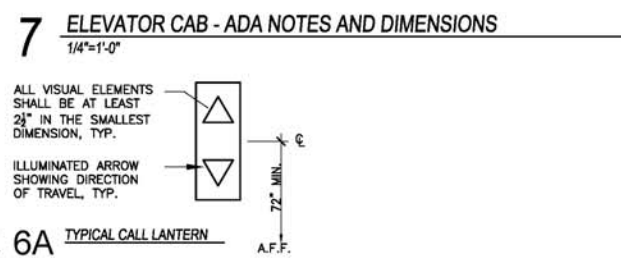 7 ELEVATOR CAB - ADA NOTES AND DIMENSIONS
1/4"=1'-0"
ALL VISUAL ELEMENTS
SHALL BE AT LEAST
2½" IN THE SMALLEST
DIMENSION, TYP.
℄
ILLUMINATED ARROW
SHOWING DIRECTION
OF TRAVEL, TYP.
72" MIN.
6A TYPICAL CALL LANTERN
A.F.F.